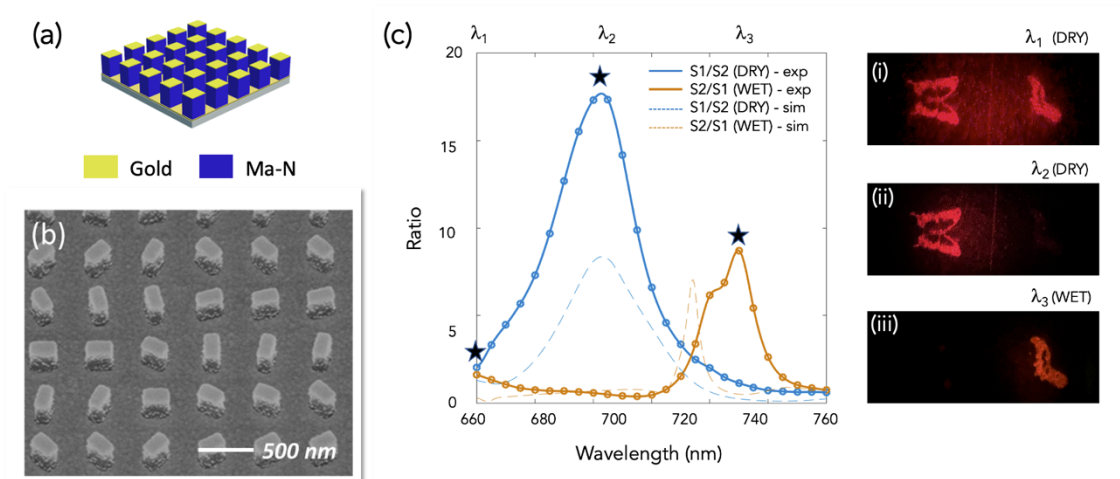 (a)
Gold Ma-N
(b)
500 nm
(c)
λ1 λ2 λ3
20
15
10
5
0
Ratio
S1/S2 (DRY) - exp
S2/S1 (WET) - exp
S1/S2 (DRY) - sim
S2/S1 (WET) - sim
660 680 700 720 740 760
Wavelength (nm)
λ1 (DRY)
(i)
λ2 (DRY)
(ii)
λ3 (WET)
(iii)